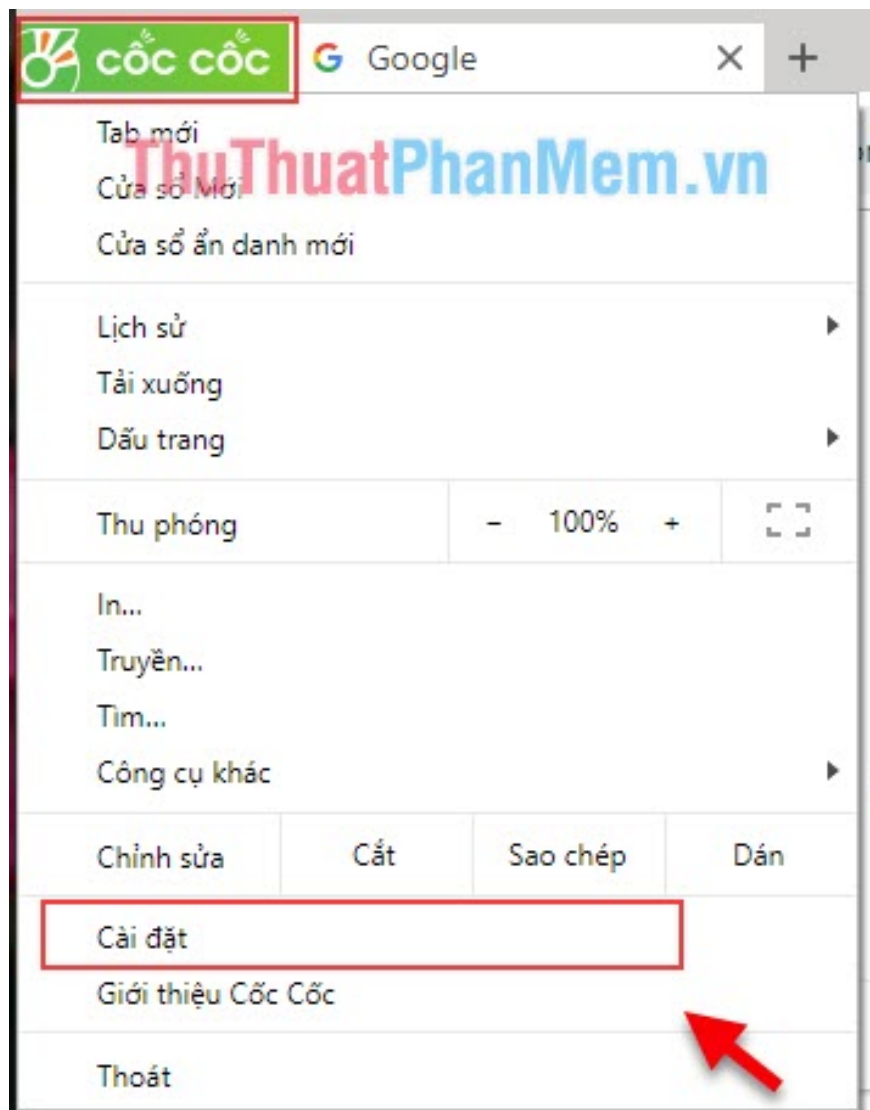 cốc cốc Google
Tab mới
ThuThuatPhanMem.vn
Cửa sổ Mới
Cửa sổ ẩn danh mới
Lịch sử
Tải xuống
Dấu trang
Thu phóng - 100% +
In...
Truyền...
Tìm...
Công cụ khác
Chỉnh sửa Cắt Sao chép Dán
Cài đặt
Giới thiệu Cốc Cốc
Thoát